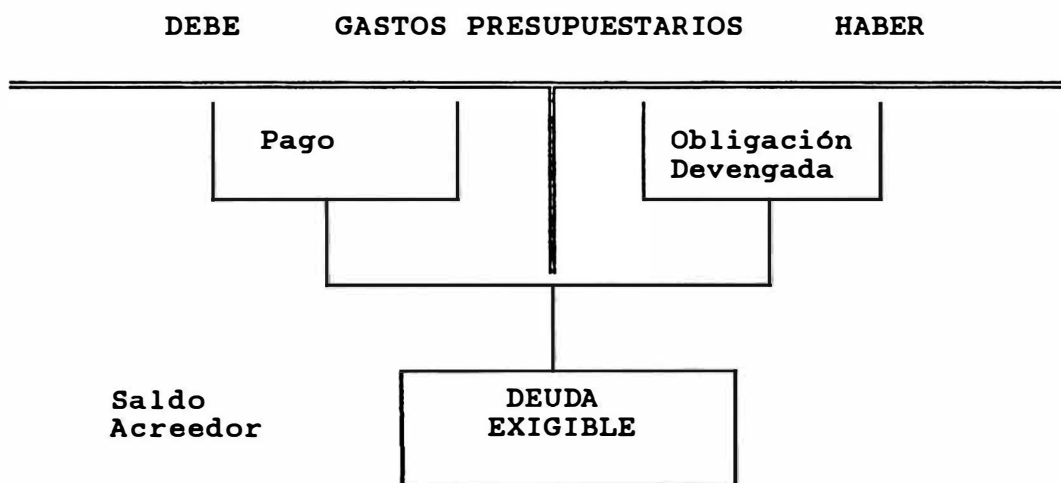 DEBE GASTOS PRESUPUESTARIOS HABER
Pago
Obligación
Devengada
Saldo
Acreedor
DEUDA
EXIGIBLE